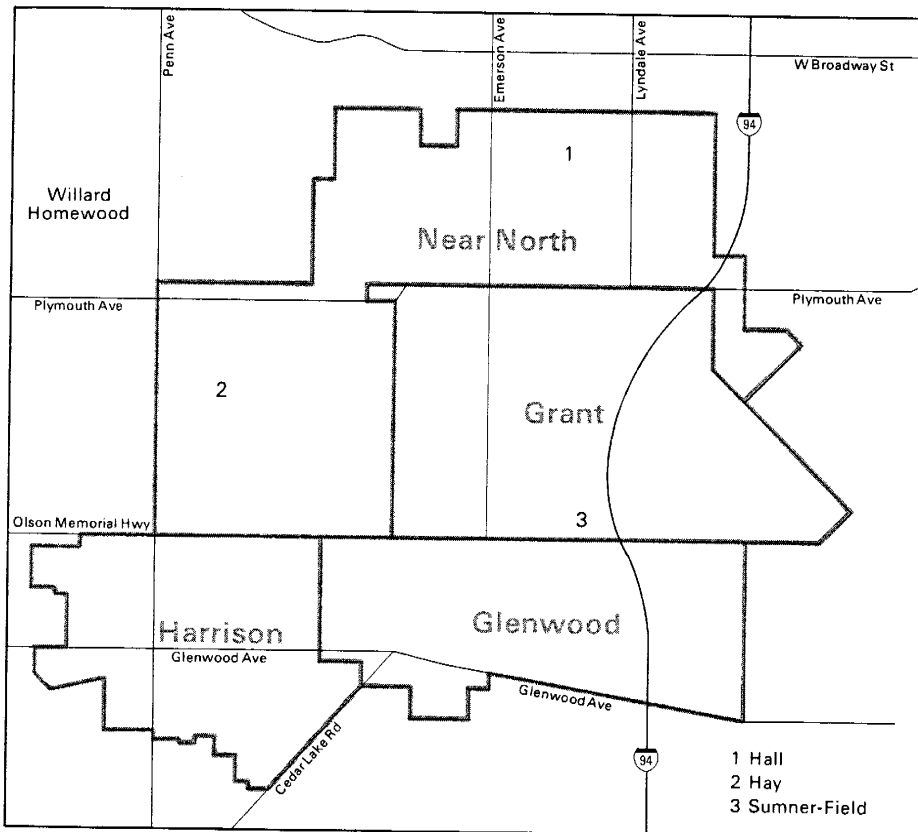 Penn Ave
Emerson Ave
Lyndale Ave
W Broadway St
94
1
Willard
Homewood
Near North
Plymouth Ave
Plymouth Ave
2
Grant
Olson Memorial Hwy
3
Harrison
Glenwood
Glenwood Ave
Glenwood Ave
Cedar Lake Rd
94
1 Hall
2 Hay
3 Sumner-Field